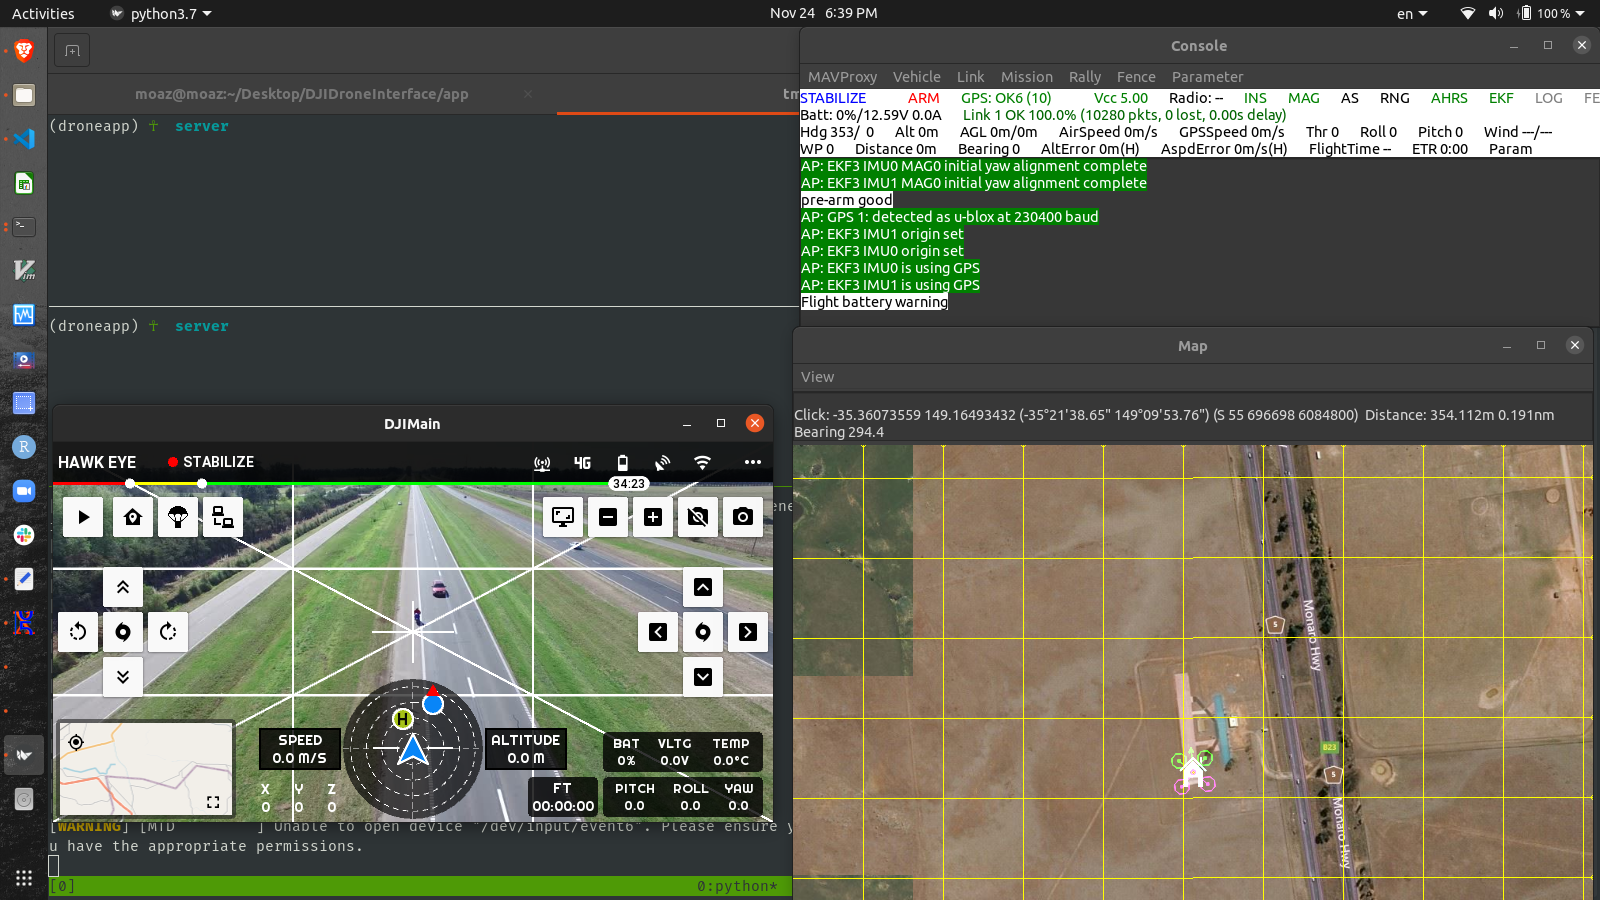 Activities
python3.7
Nov 24 6:39 PM
en
100 %
moaz@moaz:~/Desktop/DJIDroneInterface/app
(droneapp) server
(droneapp) server
Console
MAVProxy Vehicle Link Mission Rally Fence Parameter
STABILIZE ARM GPS: OK6 (10) Vcc 5.00 Radio: -- INS MAG AS RNG AHRS EKF LOG FE
Batt: 0%/12.59V 0.0A Link 1 OK 100.0% (10280 pkts, 0 lost, 0.00s delay)
Hdg 353/ 0 Alt 0m AGL 0m/0m AirSpeed 0m/s GPSSpeed 0m/s Thr 0 Roll 0 Pitch 0 Wind ---/---
WP 0 Distance 0m Bearing 0 AltError 0m(H) AspdError 0m/s(H) FlightTime -- ETR 0:00 Param
AP: EKF3 IMU0 MAG0 initial yaw alignment complete
AP: EKF3 IMU1 MAG0 initial yaw alignment complete
pre-arm good
AP: GPS 1: detected as u-blox at 230400 baud
AP: EKF3 IMU1 origin set
AP: EKF3 IMU0 origin set
AP: EKF3 IMU0 is using GPS
AP: EKF3 IMU1 is using GPS
Flight battery warning
DJIMain
HAWK EYE
STABILIZE
4G
34:23
H
SPEED
0.0 M/S
ALTITUDE
0.0 M
BAT VLTG TEMP
0% 0.0V 0.0°C
X Y Z
0 0 0
FT
00:00:00
PITCH ROLL YAW
0.0 0.0 0.0
[WARNING] [MTD ] Unable to open device "/dev/input/event6". Please ensure y
u have the appropriate permissions.
[0] 0:python*
Map
View
Click: -35.36073559 149.16493432 (-35°21'38.65" 149°09'53.76") (S 55 696698 6084800) Distance: 354.112m 0.191nm
Bearing 294.4
Monaro Hwy
S
B23
S
Monaro Hwy